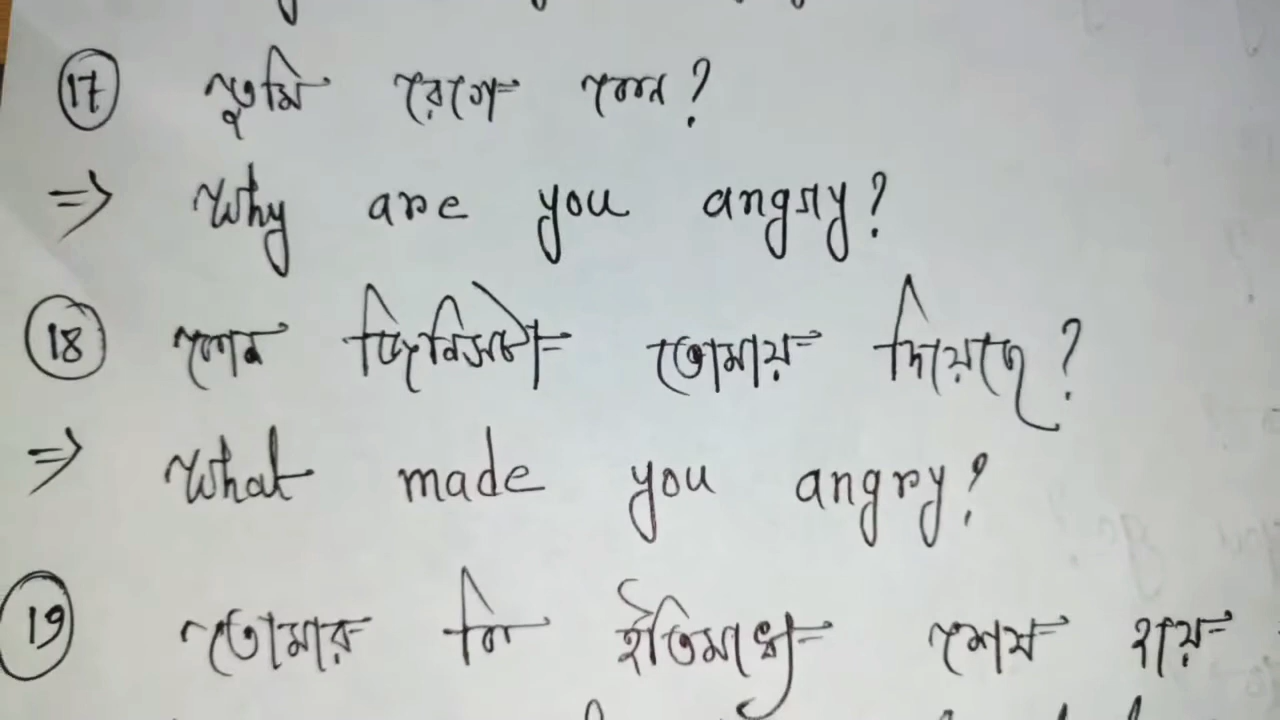 17 তুমি রেগে কেন?
⇒ Why are you angry?
18 কোন জিনিসটা তোমায় দিয়েছে?
⇒ What made you angry?
19 তোমার কি ইতিমধ্যে শেষ হয়ে